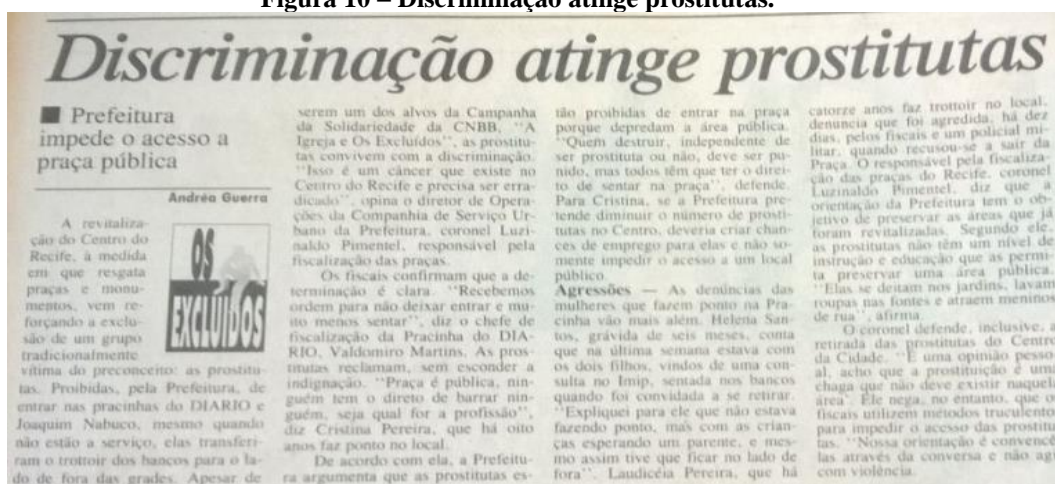 Figura 10 – Discriminação atinge prostitutas.
Discriminação atinge prostitutas
■ Prefeitura
impede o acesso a
praça pública
Andréa Guerra
A revitaliza-
ção do Centro do
Recife, à medida
em que resgata
praças e monu-
mentos, vem re-
forçando a exclu-
são de um grupo
tradicionalmente
vítima do preconceito: as prostitu-
tas. Proibidas, pela Prefeitura, de
entrar nas pracinhas do DIARIO e
Joaquim Nabuco, mesmo quando
não estão a serviço, elas transferi-
ram o trottoir dos bancos para o la-
do de fora das grades. Apesar de
OS
EXCLUÍDOS
serem um dos alvos da Campanha
da Solidariedade da CNBB, "A
Igreja e Os Excluídos", as prostitu-
tas convivem com a discriminação.
"Isso é um câncer que existe no
Centro do Recife e precisa ser erra-
dicado", opina o diretor de Opera-
ções da Companhia de Serviço Ur-
bano da Prefeitura, coronel Luzi-
naldo Pimentel, responsável pela
fiscalização das praças.
Os fiscais confirmam que a de-
terminação é clara. "Recebemos
ordem para não deixar entrar e mu-
ito menos sentar", diz o chefe de
fiscalização da Pracinha do DIA-
RIO, Valdomiro Martins. As pros-
titutas reclamam, sem esconder a
indignação. "Praça é pública, nin-
guém tem o direto de barrar nin-
guém, seja qual for a profissão",
diz Cristina Pereira, que há oito
anos faz ponto no local.
De acordo com ela, a Prefeitu-
ra argumenta que as prostitutas es-
tão proibidas de entrar na praça
porque depredam a área pública.
"Quem destruir, independente de
ser prostituta ou não, deve ser pu-
nido, mas todos têm que ter o direi-
to de sentar na praça", defende.
Para Cristina, se a Prefeitura pre-
tende diminuir o número de prosti-
tutas no Centro, deveria criar chan-
ces de emprego para elas e não so-
mente impedir o acesso a um local
público.
Agressões — As denúncias das
mulheres que fazem ponto na Pra-
cinha vão mais além. Helena San-
tos, grávida de seis meses, conta
que na última semana estava com
os dois filhos, vindos de uma con-
sulta no Imip, sentada nos bancos
quando foi convidada a se retirar.
"Expliquei para ele que não estava
fazendo ponto, mas com as crian-
ças esperando um parente, e mes-
mo assim tive que ficar no lado de
fora". Laudicéia Pereira, que há
catorze anos faz trottoir no local,
denuncia que foi agredida, há dez
dias, pelos fiscais e um policial mi-
litar, quando recusou-se a sair da
Praça. O responsável pela fiscaliza-
ção das praças do Recife, coronel
Luzinaldo Pimentel, diz que a
orientação da Prefeitura tem o ob-
jetivo de preservar as áreas que já
foram revitalizadas. Segundo ele,
as prostitutas não têm um nível de
instrução e educação que as permi-
ta preservar uma área pública.
"Elas se deitam nos jardins, lavam
roupas nas fontes e atraem meninos
de rua", afirma.
O coronel defende, inclusive, a
retirada das prostitutas do Centro
da Cidade. "É uma opinião pesso-
al, acho que a prostituição é uma
chaga que não deve existir naquel
área". Ele nega, no entanto, que o
fiscais utilizem métodos truculento
para impedir o acesso das prostitu
tas. "Nossa orientação é convencê
las através da conversa e não agi
com violência.